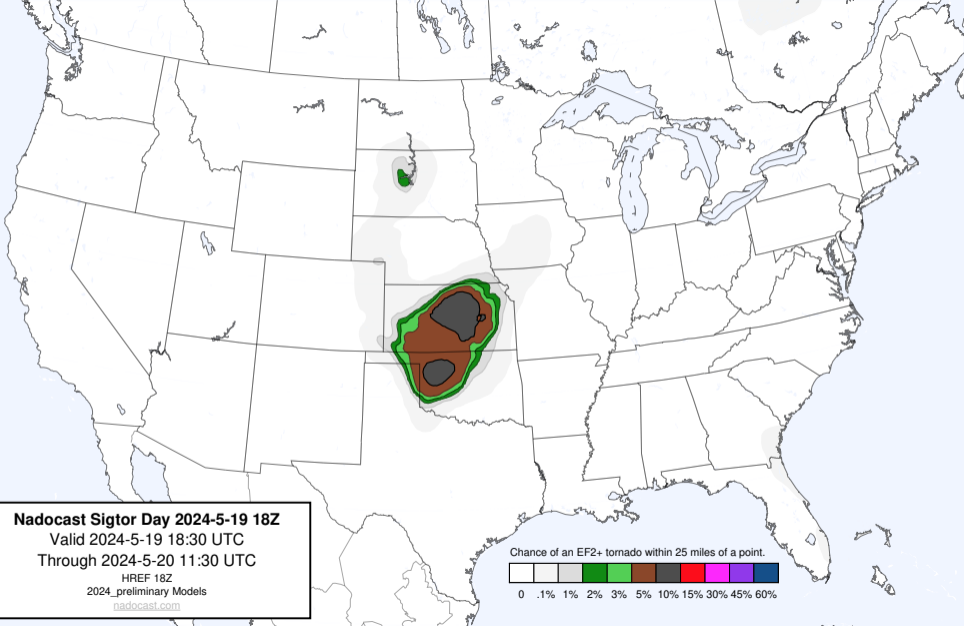 Nadocast Sigtor Day 2024-5-19 18Z
Valid 2024-5-19 18:30 UTC
Through 2024-5-20 11:30 UTC
HREF 18Z
2024_preliminary Models
nadocast.com
Chance of an EF2+ tornado within 25 miles of a point.
0 .1% 1% 2% 3% 5% 10% 15% 30% 45% 60%